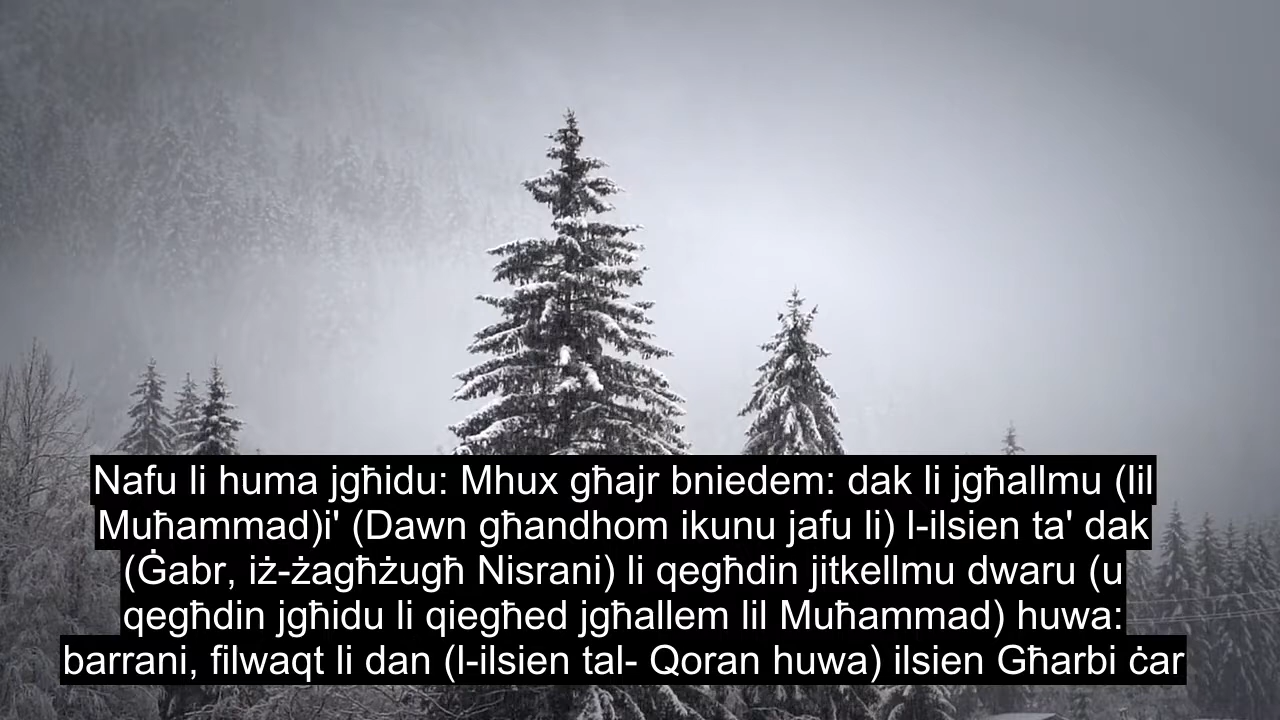 Nafu li huma jgħidu: Mhux għajr bniedem: dak li jgħallmu (lil
Muħammad)i' (Dawn għandhom ikunu jafu li) l-ilsien ta' dak
(Ġabr, iż-żagħżugħ Nisrani) li qegħdin jitkellmu dwaru (u
qegħdin jgħidu li qiegħed jgħallem lil Muħammad) huwa:
barrani, filwaqt li dan (l-ilsien tal- Qoran huwa) ilsien Għarbi ċar